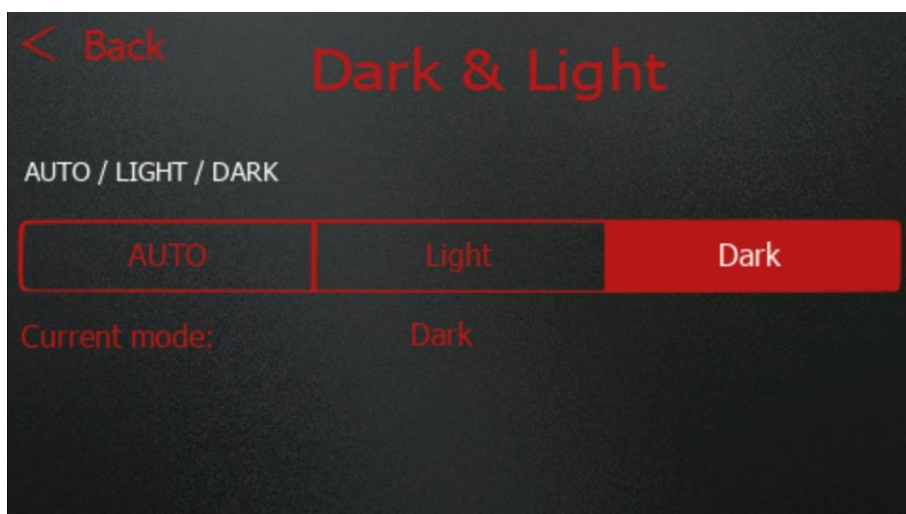 < Back
Dark & Light
AUTO / LIGHT / DARK
AUTO Light Dark
Current mode: Dark